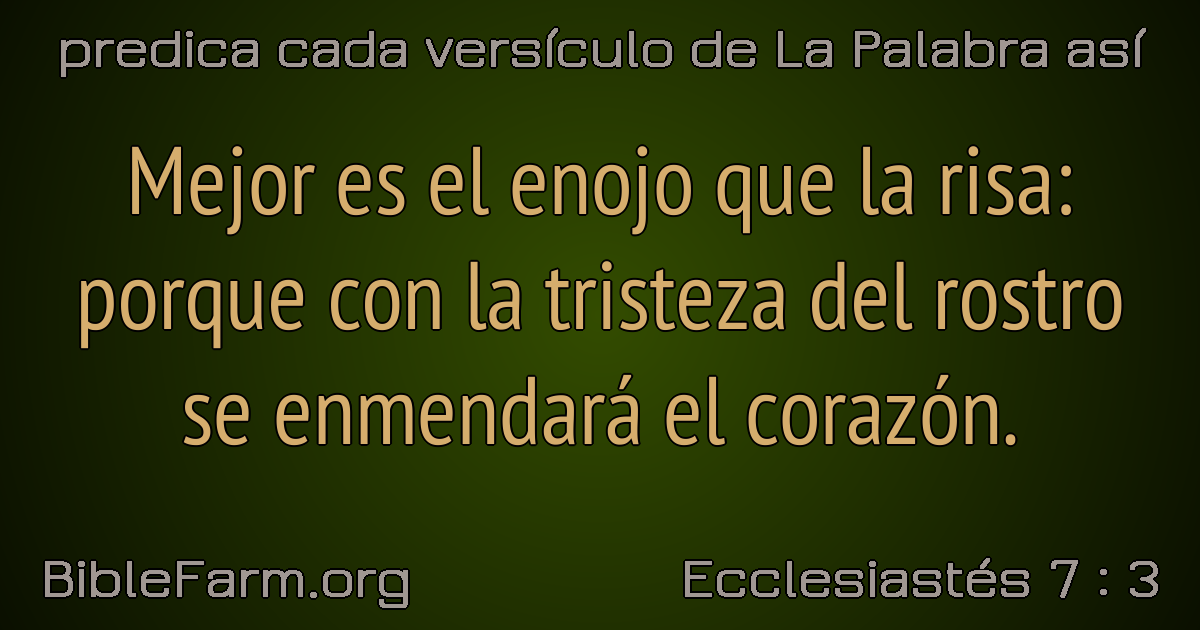 predica cada versículo de La Palabra así
Mejor es el enojo que la risa:
porque con la tristeza del rostro
se enmendará el corazón.
BibleFarm.org
Ecclesiastés 7 : 3